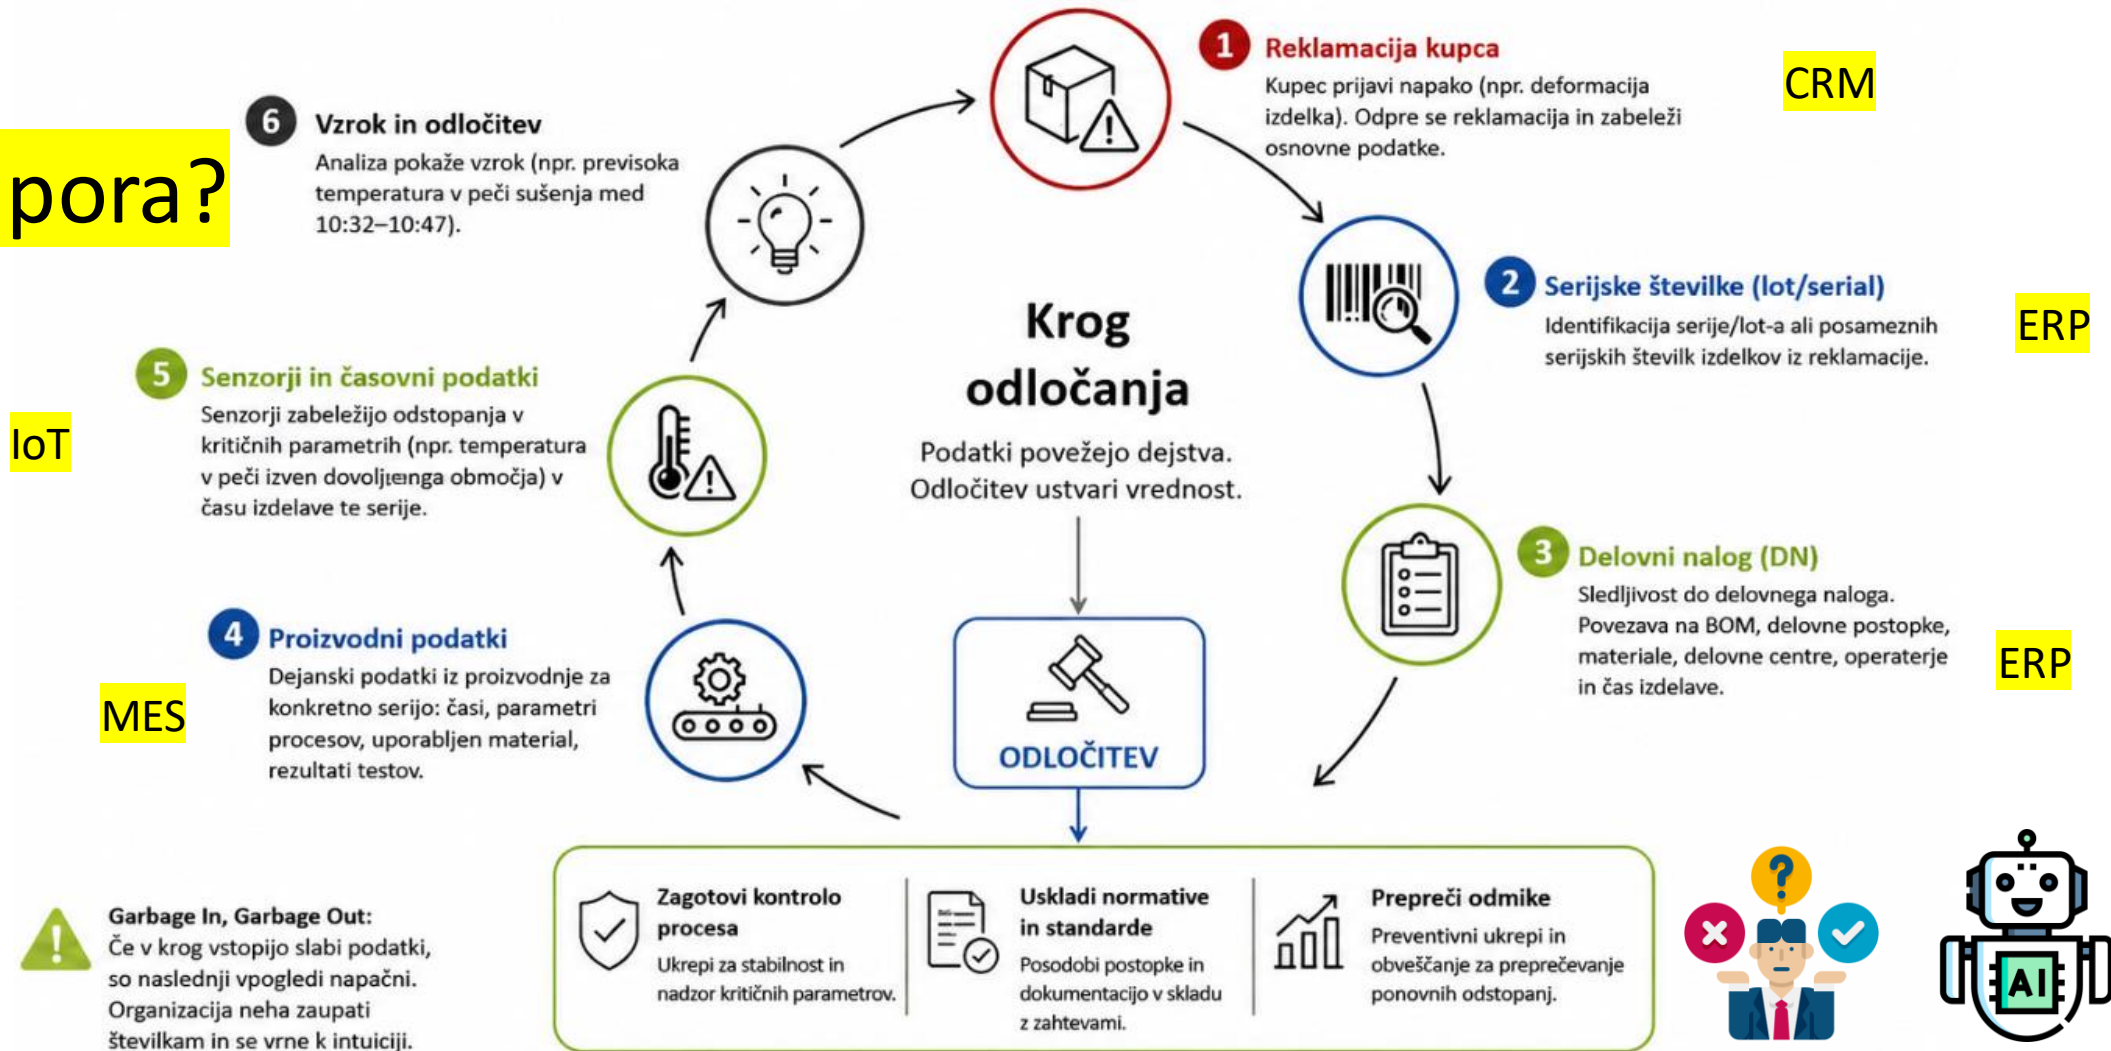 1 Reklamacija kupca
Kupec prijavi napako (npr. deformacija
izdelka). Odpre se reklamacija in zabeleži
osnovne podatke.
CRM
6 Vzrok in odločitev
Analiza pokaže vzrok (npr. previsoka
temperatura v peči sušenja med
10:32–10:47).
pora?
2 Serijske številke (lot/serial)
Identifikacija serije/lot-a ali posameznih
serijskih številk izdelkov iz reklamacije.
ERP
Krog
odločanja
Podatki povežejo dejstva.
Odločitev ustvari vrednost.
5 Senzorji in časovni podatki
Senzorji zabeležijo odstopanja v
kritičnih parametrih (npr. temperatura
v peči izven območja) v
času izdelave te serije.
IoT
3 Delovni nalog (DN)
Sledljivost do delovnega naloga.
Povezava na BOM, delovne postopke,
materiale, delovne centre, operaterje
in čas izdelave.
ERP
4 Proizvodni podatki
Dejanski podatki iz proizvodnje za
konkretno serijo: časi, parametri
procesov, uporabljen material,
rezultati testov.
MES
ODLOČITEV
Garbage In, Garbage Out:
Če v krog vstopijo slabi podatki,
so naslednji vpogledi napačni.
Organizacija neha zaupati
številkam in se vrne k intuiciji.
Zagotovi kontrolo
procesa
Ukrepi za stabilnost in
nadzor kritičnih parametrov.
Uskladi normative
in standarde
Posodobi postopke in
dokumentacijo v skladu
z zahtevami.
Prepreči odmike
Preventivni ukrepi in
obveščanje za preprečevanje
ponovnih odstopanj.
?
AI